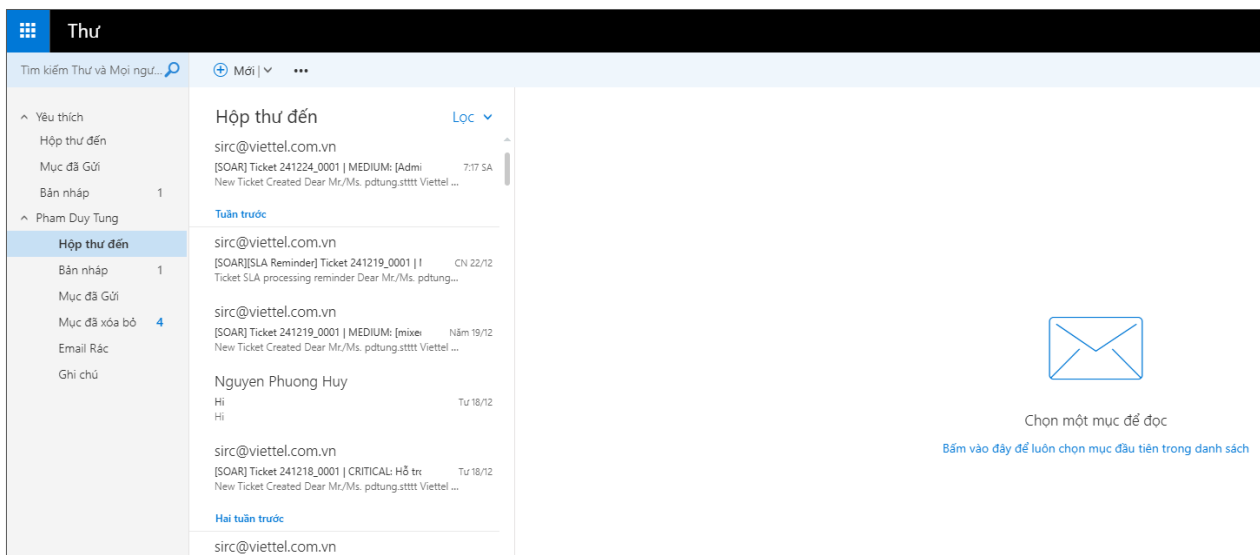 Thư
Tìm kiếm Thư và Mọi ngư...
Mới
Yêu thích
Hộp thư đến
Mục đã Gửi
Bản nháp 1
Pham Duy Tung
Hộp thư đến
Bản nháp 1
Mục đã Gửi
Mục đã xóa bỏ 4
Email Rác
Ghi chú
Hộp thư đến Lọc
sirc@viettel.com.vn
[SOAR] Ticket 241224_0001 | MEDIUM: [Admi 7:17 SA
New Ticket Created Dear Mr./Ms. pdtung.stttt Viettel ...
Tuần trước
sirc@viettel.com.vn
[SOAR][SLA Reminder] Ticket 241219_0001 | CN 22/12
Ticket SLA processing reminder Dear Mr./Ms. pdtung...
sirc@viettel.com.vn
[SOAR] Ticket 241219_0001 | MEDIUM: [mixe Năm 19/12
New Ticket Created Dear Mr./Ms. pdtung.stttt Viettel ...
Nguyen Phuong Huy
Hi Tư 18/12
Hi
sirc@viettel.com.vn
[SOAR] Ticket 241218_0001 | CRITICAL: Hỗ trợ Tư 18/12
New Ticket Created Dear Mr./Ms. pdtung.stttt Viettel ...
Hai tuần trước
sirc@viettel.com.vn
Chọn một mục để đọc
Bấm vào đây để luôn chọn mục đầu tiên trong danh sách